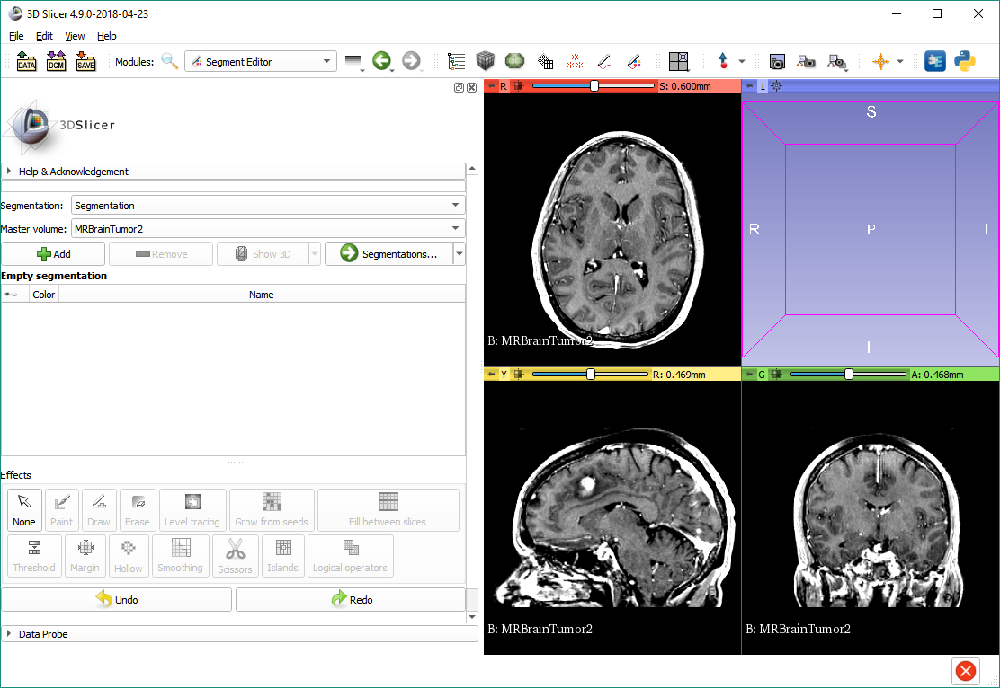 3D Slicer 4.9.0-2018-04-23
File Edit View Help
DATA DCM SAVE Modules: Segment Editor
R S: 0.600mm 1
3DSlicer
Help & Acknowledgement
Segmentation: Segmentation
Master volume: MRBrainTumor2
Add Remove Show 3D Segmentations...
Empty segmentation
Color Name
Effects
None Paint Draw Erase Level tracing Grow from seeds Fill between slices
Threshold Margin Hollow Smoothing Scissors Islands Logical operators
Undo Redo
Data Probe
B: MRBrainTumor2
S
R P L
I
Y R: 0.469mm G A: 0.468mm
B: MRBrainTumor2 B: MRBrainTumor2